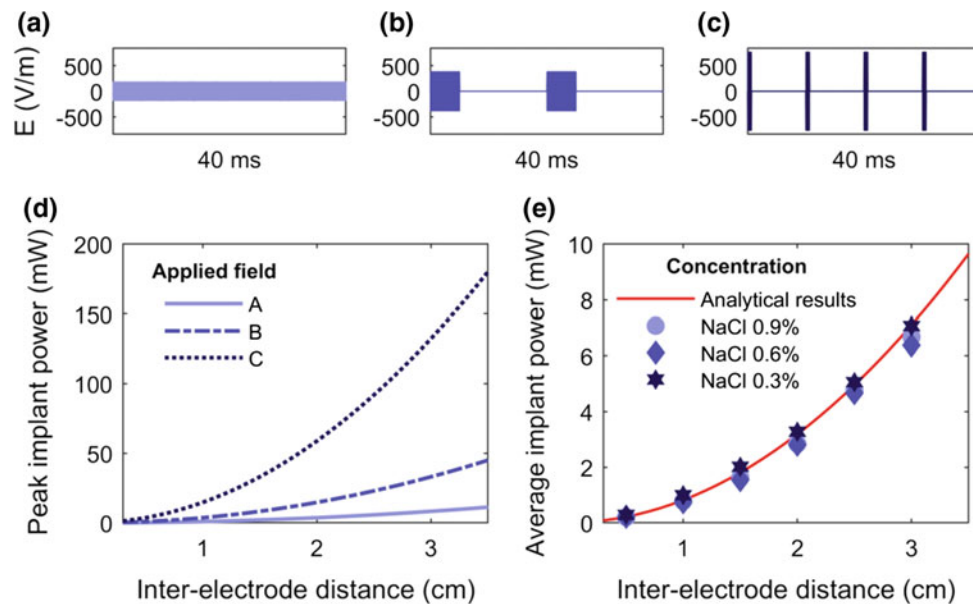 (a)
E (V/m)
500
0
-500
40 ms
(b)
500
0
-500
40 ms
(c)
500
0
-500
40 ms
(d)
Peak implant power (mW)
200
150
100
50
0
Applied field
A
B
C
1
2
3
Inter-electrode distance (cm)
(e)
Average implant power (mW)
10
8
6
4
2
0
Concentration
Analytical results
NaCl 0.9%
NaCl 0.6%
NaCl 0.3%
1
2
3
Inter-electrode distance (cm)